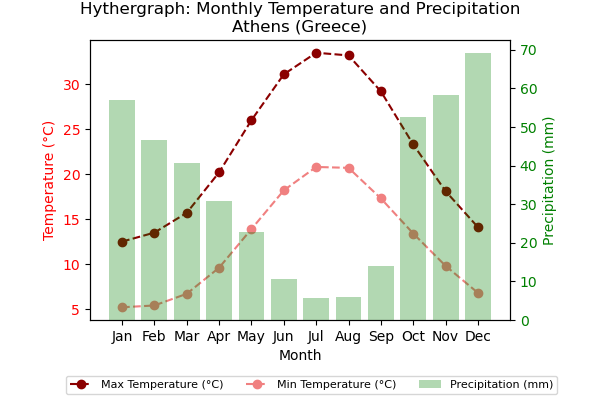 Hythergraph: Monthly Temperature and Precipitation
Athens (Greece)
Temperature (°C)
30
25
20
15
10
5
70
60
50
40
30
20
10
0
Precipitation (mm)
Jan Feb Mar Apr May Jun Jul Aug Sep Oct Nov Dec
Month
Max Temperature (°C) Min Temperature (°C) Precipitation (mm)